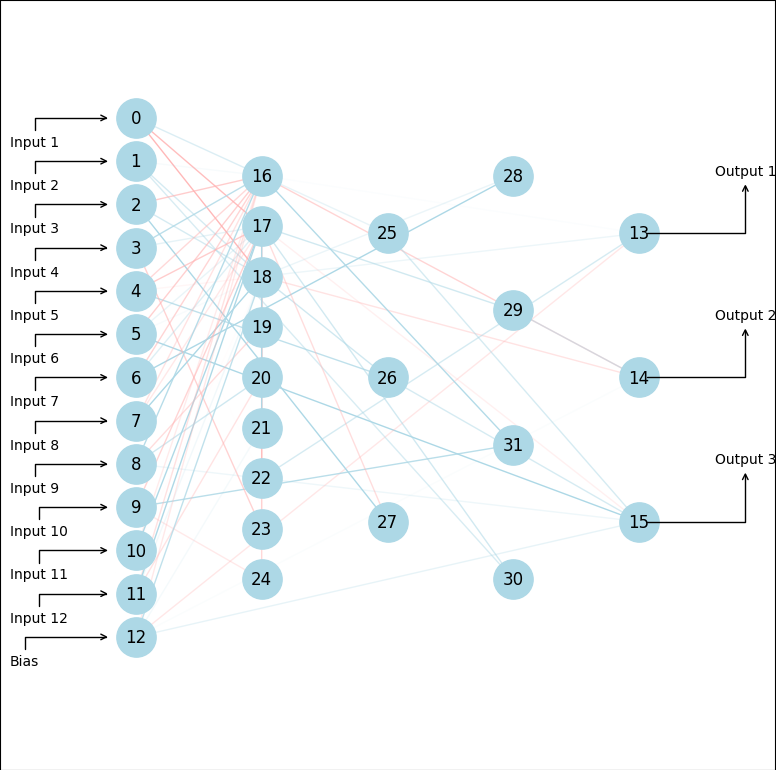 0
Input 1
1
Input 2
2
Input 3
3
Input 4
4
Input 5
5
Input 6
6
Input 7
7
Input 8
8
Input 9
9
Input 10
10
Input 11
11
Input 12
12
Bias
16
17
18
19
20
21
22
23
24
25
26
27
28
29
31
30
Output 1
13
Output 2
14
Output 3
15